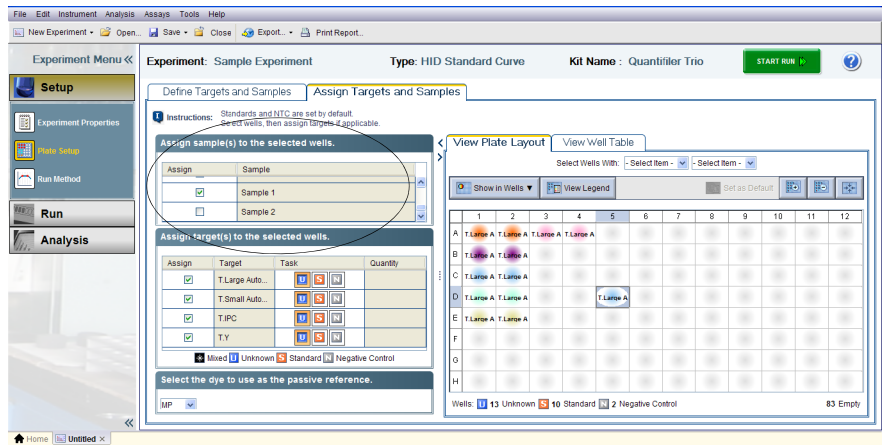 File Edit Instrument Analysis Assays Tools Help
New Experiment Open... Save Close Export... Print Report...
Experiment Menu «
Experiment: Sample Experiment Type: HID Standard Curve Kit Name : Quantifiler Trio START RUN ?
Setup
Experiment Properties
Plate Setup
Run Method
Run
Analysis
Define Targets and Samples Assign Targets and Samples
Instructions: Standards and NTC are set by default.
Select wells, then assign targets if applicable.
Assign sample(s) to the selected wells.
Assign Sample
Sample 1
Sample 2
Assign target(s) to the selected wells.
Assign Target Task Quantity
T.Large Auto... U S N
T.Small Auto... U S N
T.IPC U S N
T.Y U S N
Mixed U Unknown S Standard N Negative Control
Select the dye to use as the passive reference.
MP
View Plate Layout View Well Table
Select Wells With: - Select Item - - Select Item -
Show in Wells ▼ View Legend Set as Default
1 2 3 4 5 6 7 8 9 10 11 12
A T.Large A T.Large A T.Large A T.Large A
B T.Large A T.Large A
C T.Large A T.Large A
D T.Large A T.Large A T.Large A
E T.Large A T.Large A
F
G
H
Wells: U 13 Unknown S 10 Standard N 2 Negative Control 83 Empty
«
Home Untitled ×